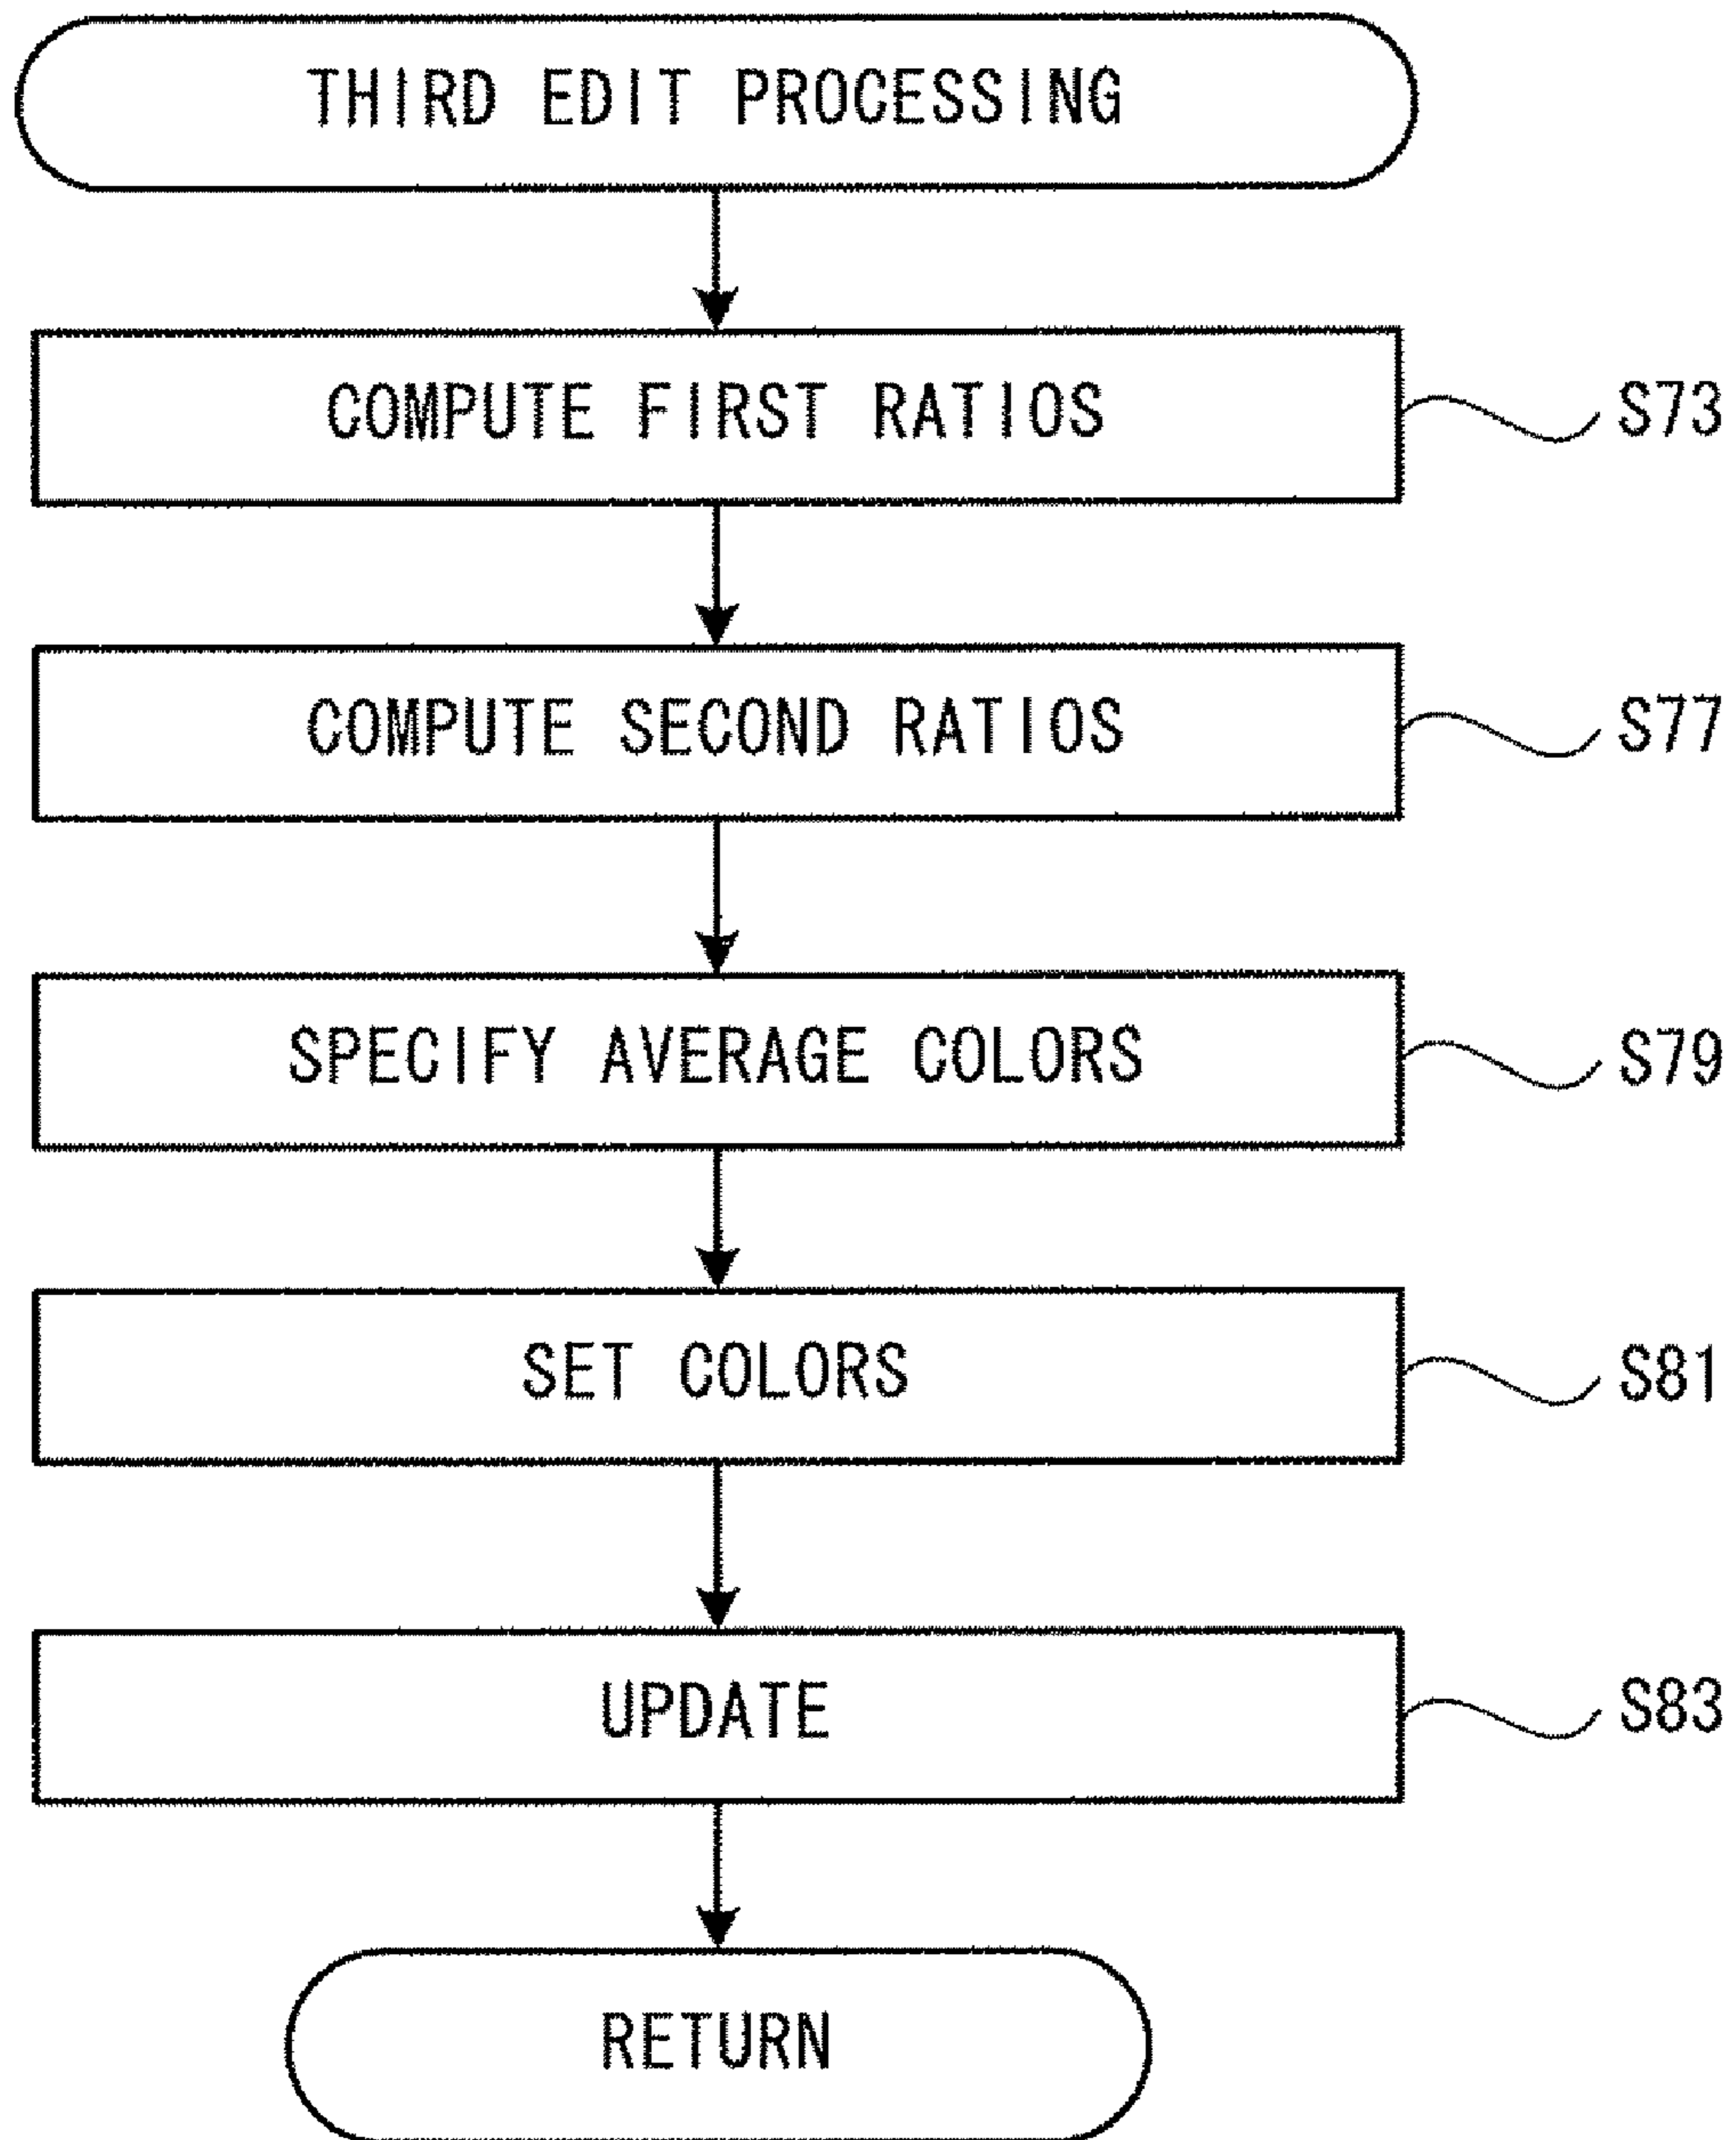 THIRD EDIT PROCESSING
COMPUTE FIRST RATIOS S73
COMPUTE SECOND RATIOS S77
SPECIFY AVERAGE COLORS S79
SET COLORS S81
UPDATE S83
RETURN